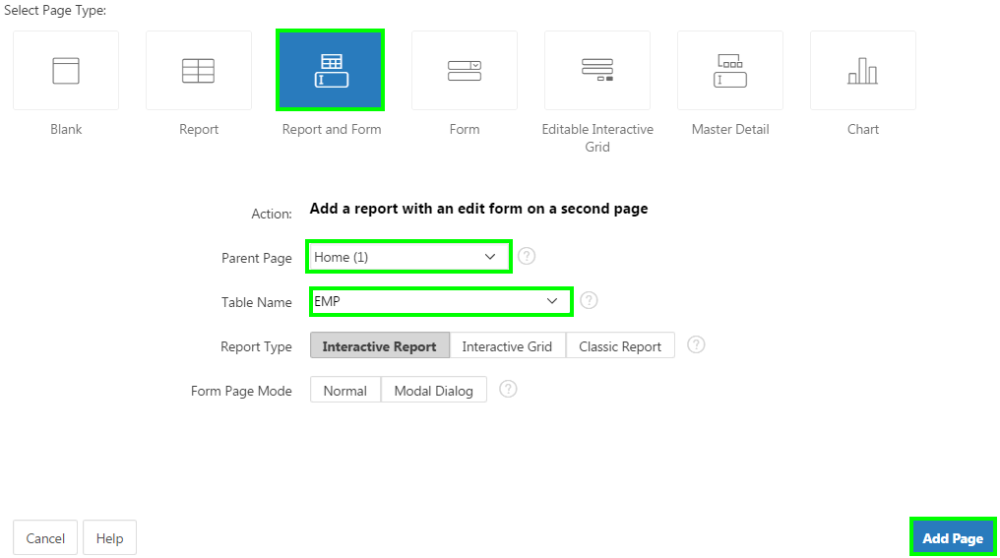 Select Page Type:
Blank
Report
Report and Form
Form
Editable Interactive
Grid
Master Detail
Chart
Action: Add a report with an edit form on a second page
Parent Page Home (1) ?
Table Name EMP ?
Report Type Interactive Report Interactive Grid Classic Report ?
Form Page Mode Normal Modal Dialog ?
Cancel Help Add Page